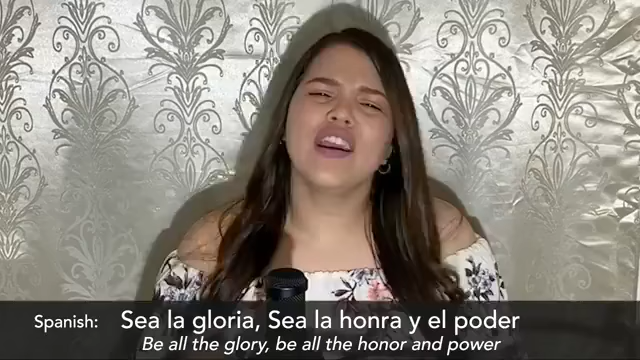 Spanish: Sea la gloria, Sea la honra y el poder
Be all the glory, be all the honor and power